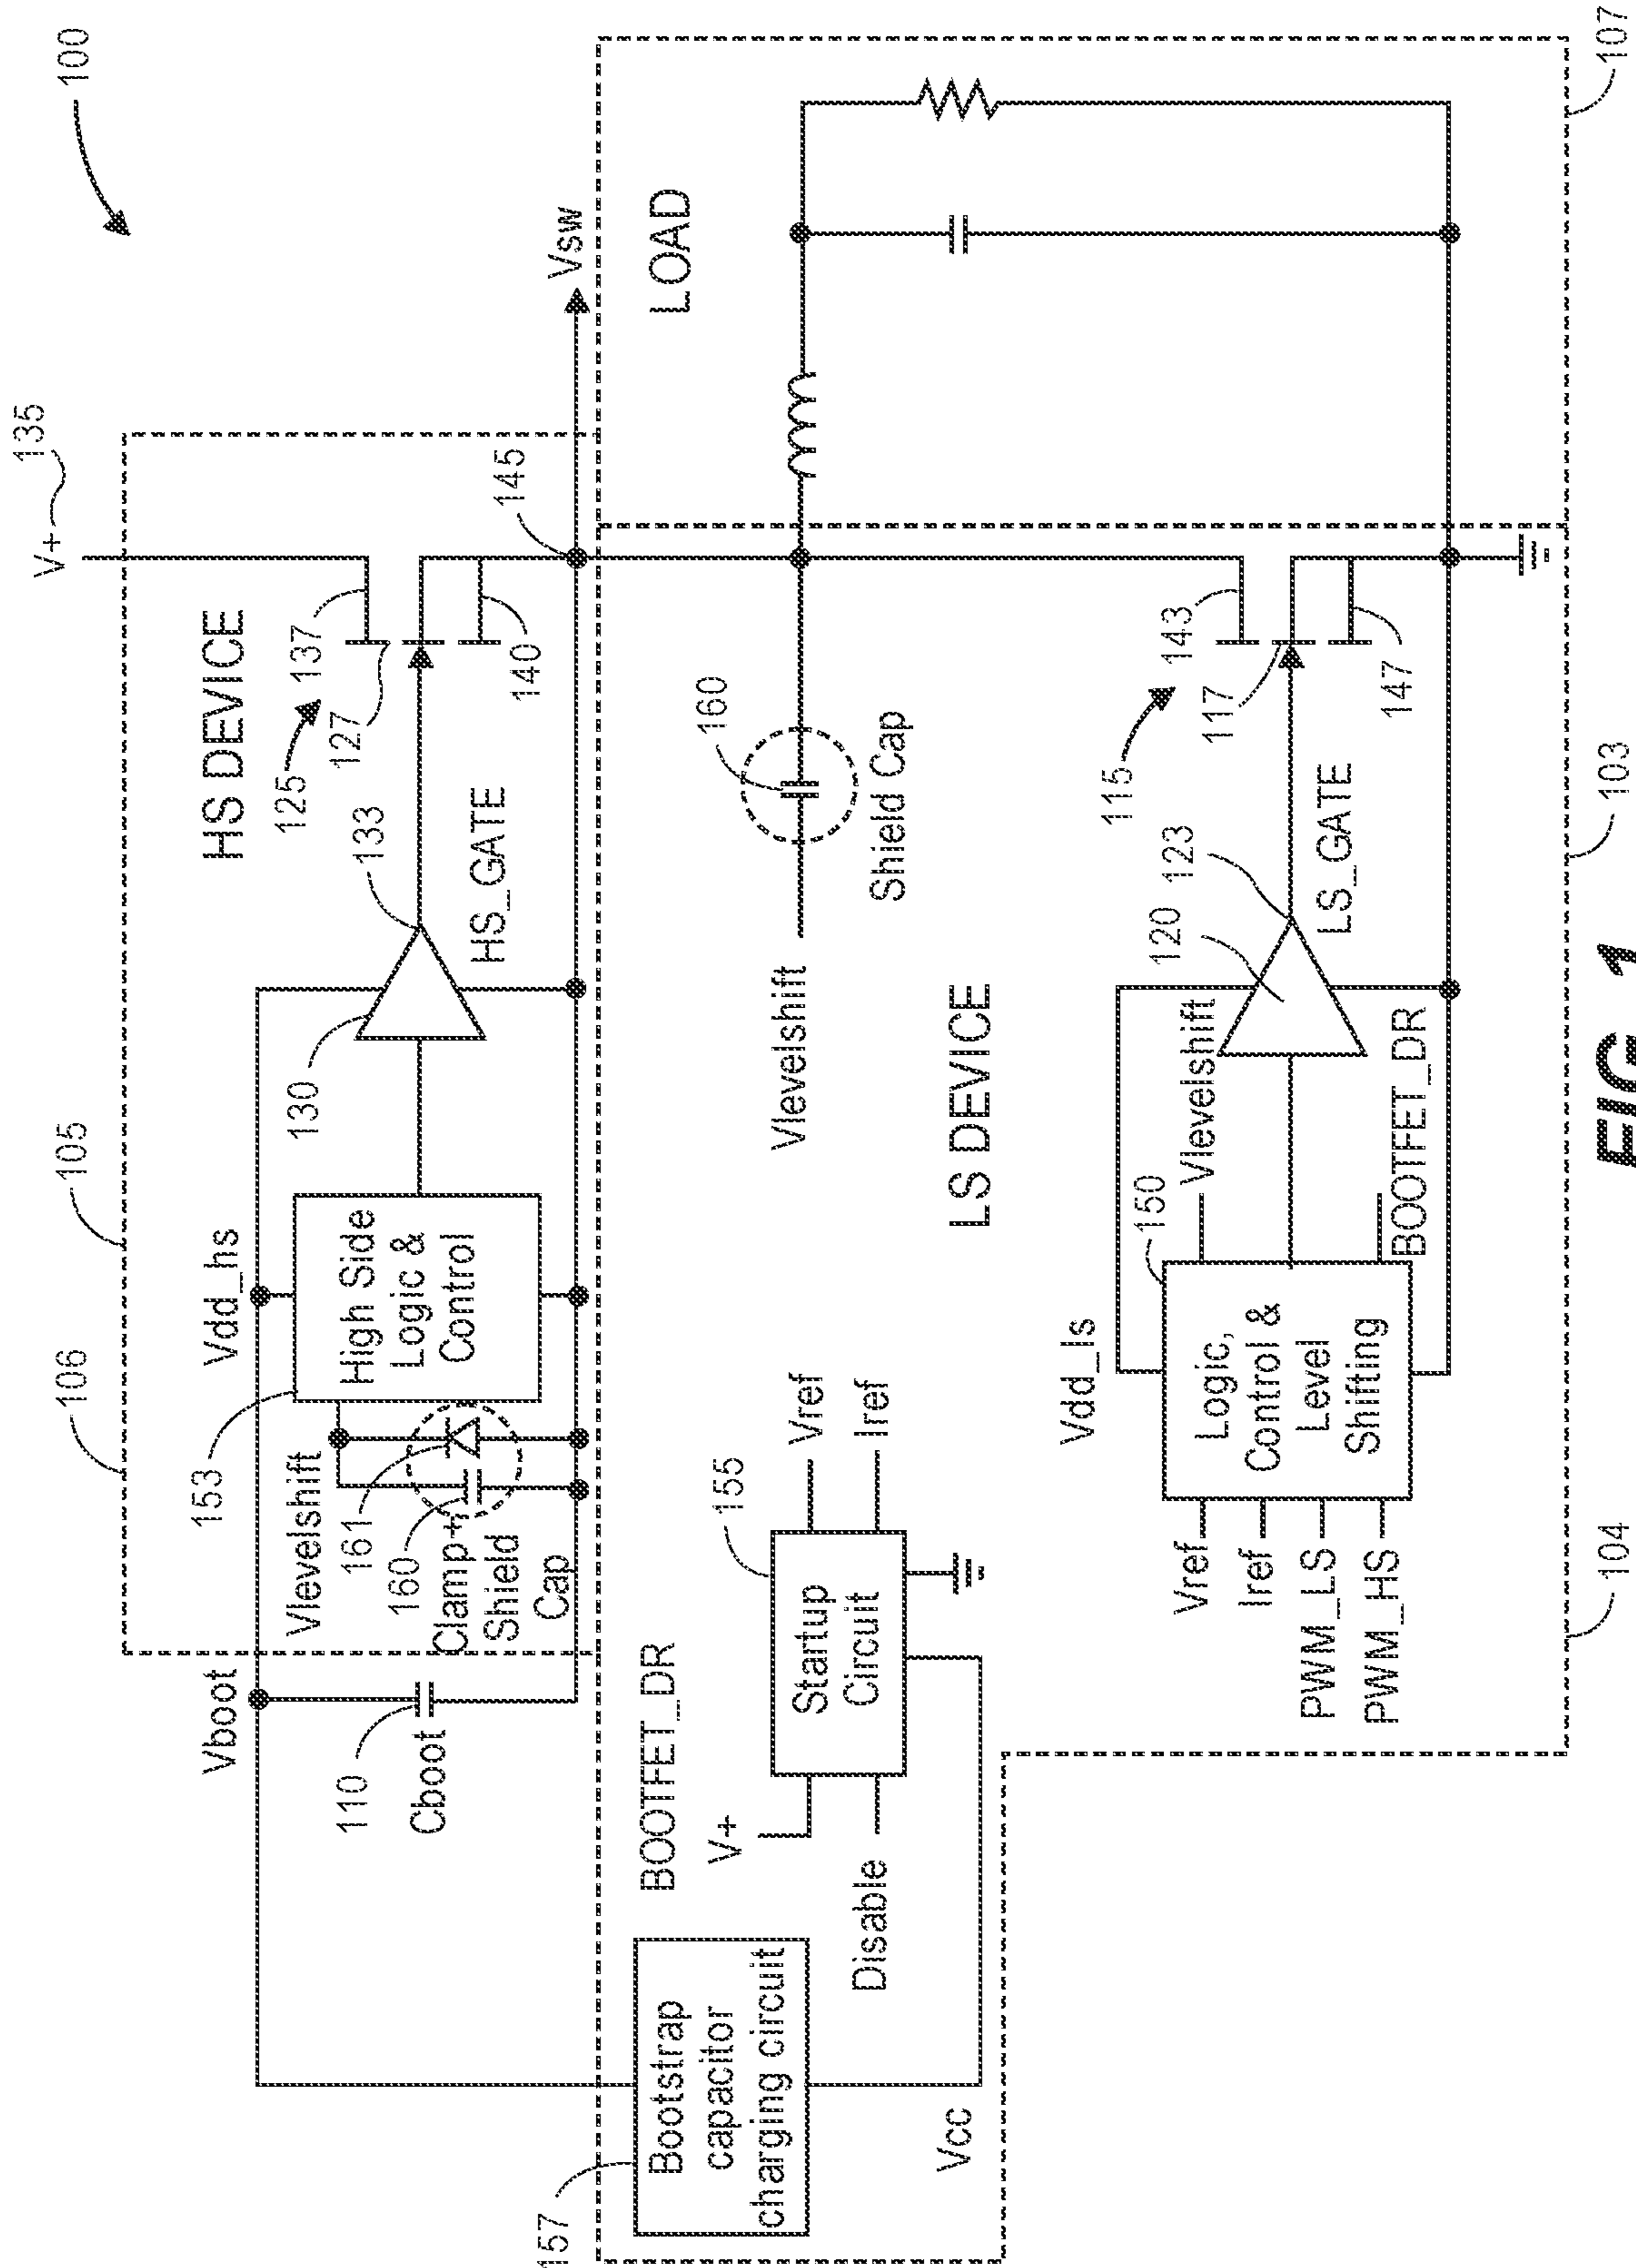 100
V+
135
106
105
Vboot
Vdd_hs
HS DEVICE
153
High Side
Logic &
Control
130
133
125
137
127
140
145
HS_GATE
Vsw
Vlevelshift
161
160
Clamp+
Shield
Cap
110
Cboot
157
Bootstrap
capacitor
charging circuit
BOOTFET_DR
V+
Disable
Startup
Circuit
155
Vref
Iref
Vcc
Vlevelshift
160
Shield Cap
LOAD
LS DEVICE
Vdd_ls
150
Logic,
Control &
Level
Shifting
Vref
Iref
PWM_LS
PWM_HS
Vlevelshift
BOOTFET_DR
120
123
LS_GATE
115
143
117
147
104
103
107
FIG. 1